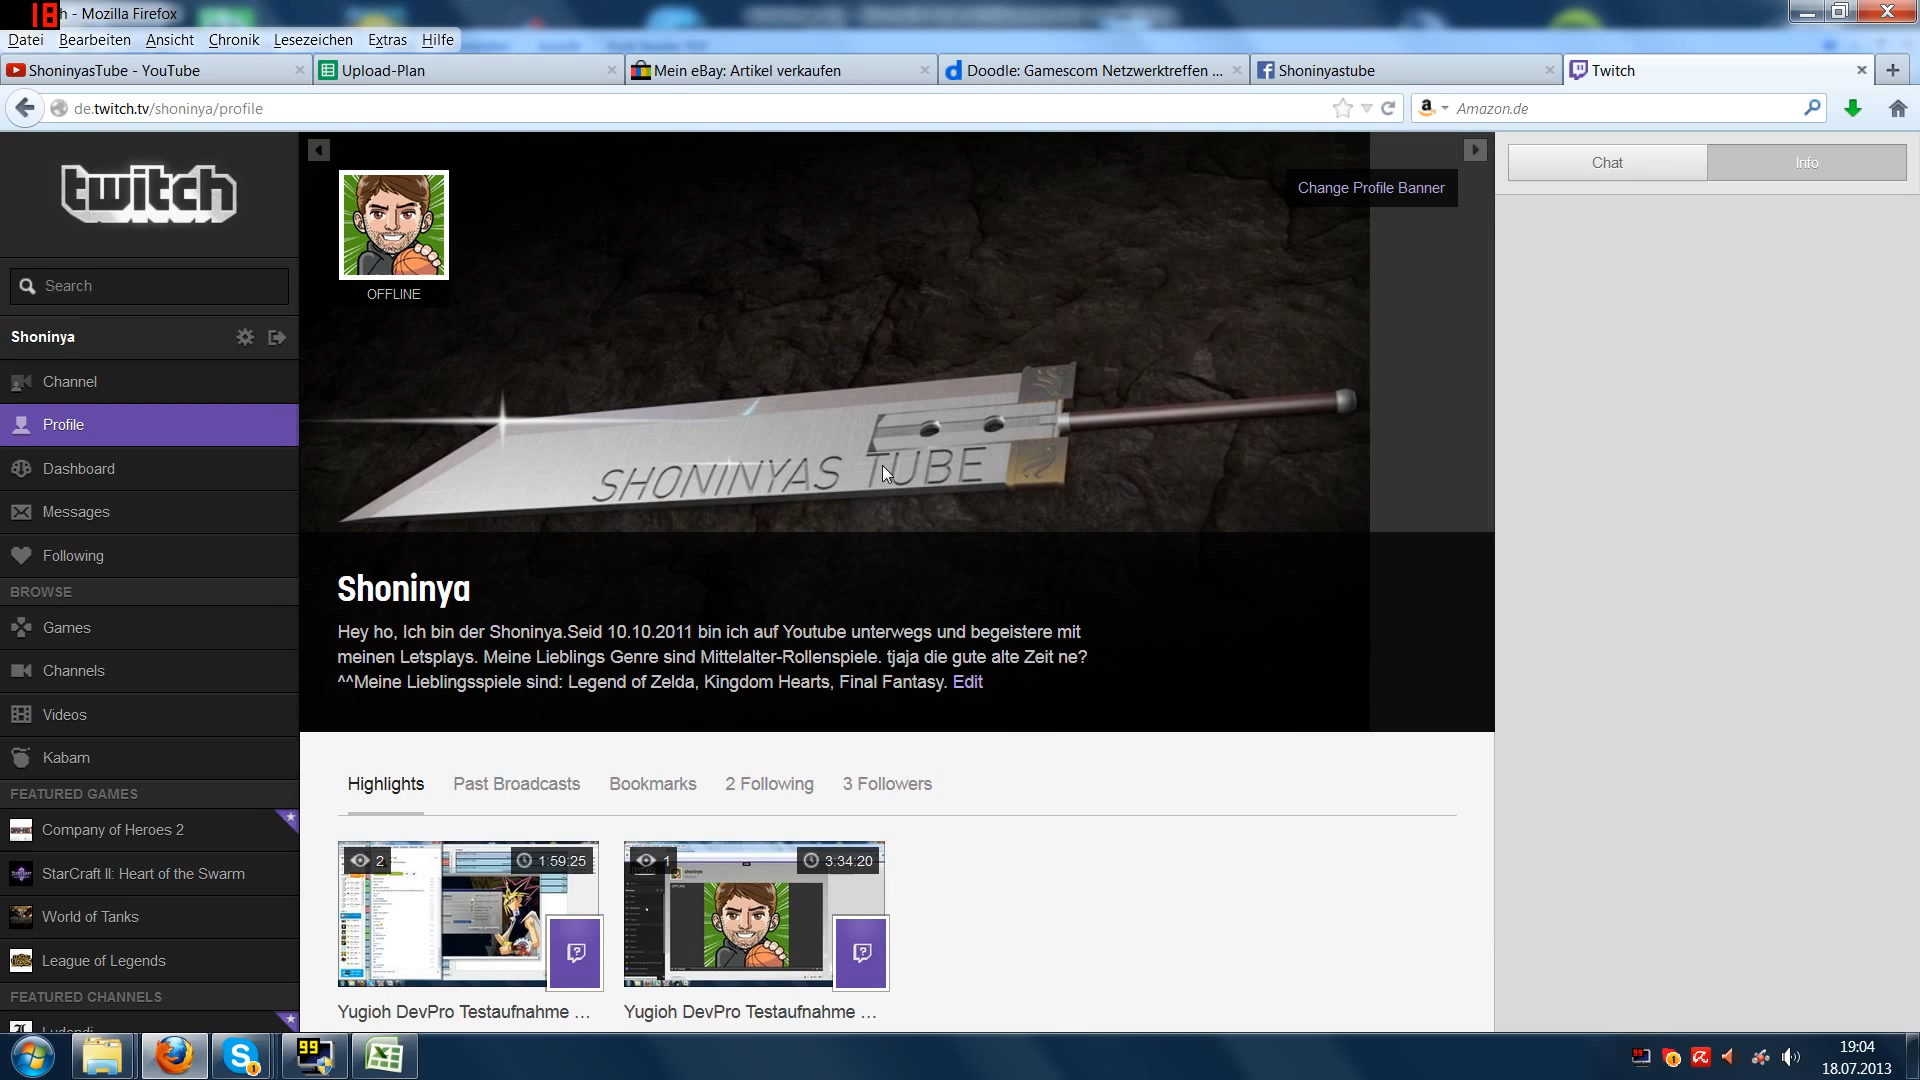 18
h - Mozilla Firefox
Datei Bearbeiten Ansicht Chronik Lesezeichen Extras Hilfe
ShoninyasTube - YouTube
Upload-Plan
Mein eBay: Artikel verkaufen
Doodle: Gamescom Netzwerktreffen ...
Shoninyastube
Twitch
de.twitch.tv/shoninya/profile
Amazon.de
twitch
Search
Shoninya
Channel
Profile
Dashboard
Messages
Following
BROWSE
Games
Channels
Videos
Kabam
FEATURED GAMES
Company of Heroes 2
StarCraft II: Heart of the Swarm
World of Tanks
League of Legends
FEATURED CHANNELS
OFFLINE
Change Profile Banner
SHONINYAS TUBE
Shoninya
Hey ho, Ich bin der Shoninya.Seid 10.10.2011 bin ich auf Youtube unterwegs und begeistere mit
meinen Letsplays. Meine Lieblings Genre sind Mittelalter-Rollenspiele. tjaja die gute alte Zeit ne?
^^Meine Lieblingsspiele sind: Legend of Zelda, Kingdom Hearts, Final Fantasy. Edit
Highlights
Past Broadcasts
Bookmarks
2 Following
3 Followers
2
1:59:25
1
3:34:20
Yugioh DevPro Testaufnahme ...
Yugioh DevPro Testaufnahme ...
Chat
Info
99
19:04
18.07.2013